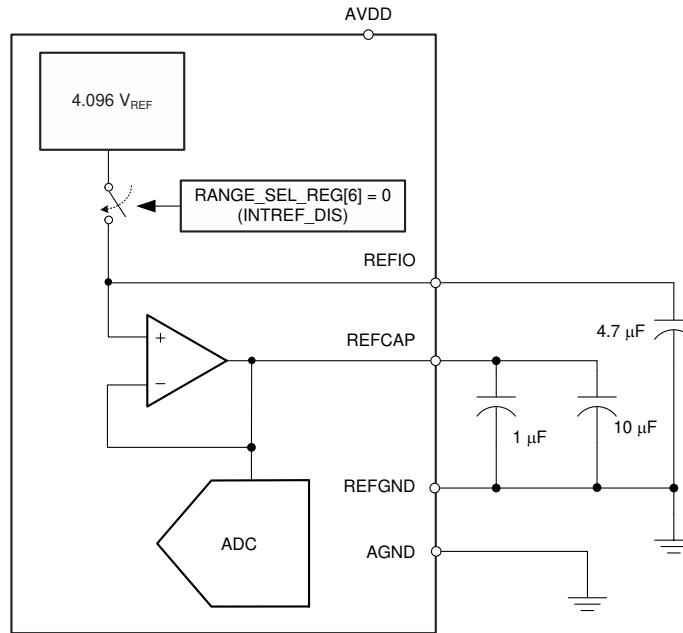 AVDD
4.096 VREF
RANGE_SEL_REG[6] = 0
(INTREF_DIS)
REFIO
+
−
REFCAP
4.7 µF
1 µF
10 µF
REFGND
ADC
AGND